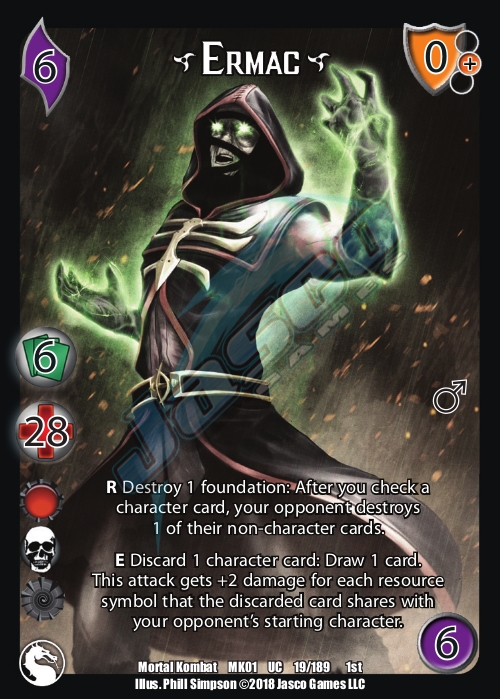 6
Ermac
0
+
6
28
R Destroy 1 foundation: After you check a
character card, your opponent destroys
1 of their non-character cards.
E Discard 1 character card: Draw 1 card.
This attack gets +2 damage for each resource
symbol that the discarded card shares with
your opponent's starting character.
6
Mortal Kombat MK01 UC 19/189 1st
Illus. Phill Simpson ©2018 Jasco Games LLC
JASCO
GAMES